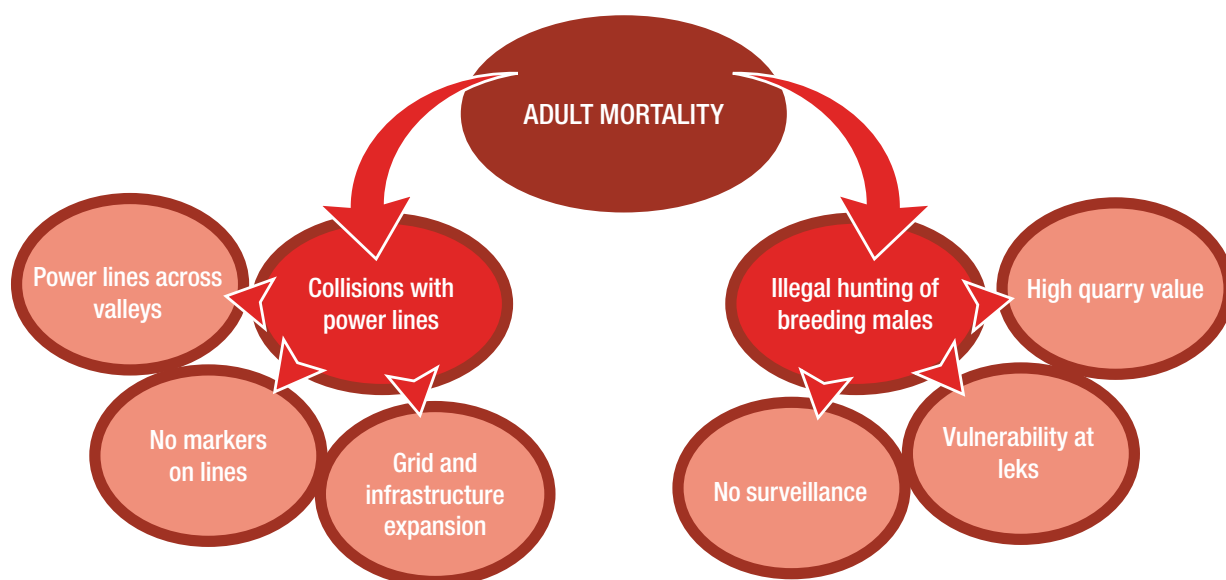 ADULT MORTALITY
Power lines across
valleys
Collisions with
power lines
Illegal hunting of
breeding males
High quarry value
No markers
on lines
Grid and
infrastructure
expansion
No surveillance
Vulnerability at
leks